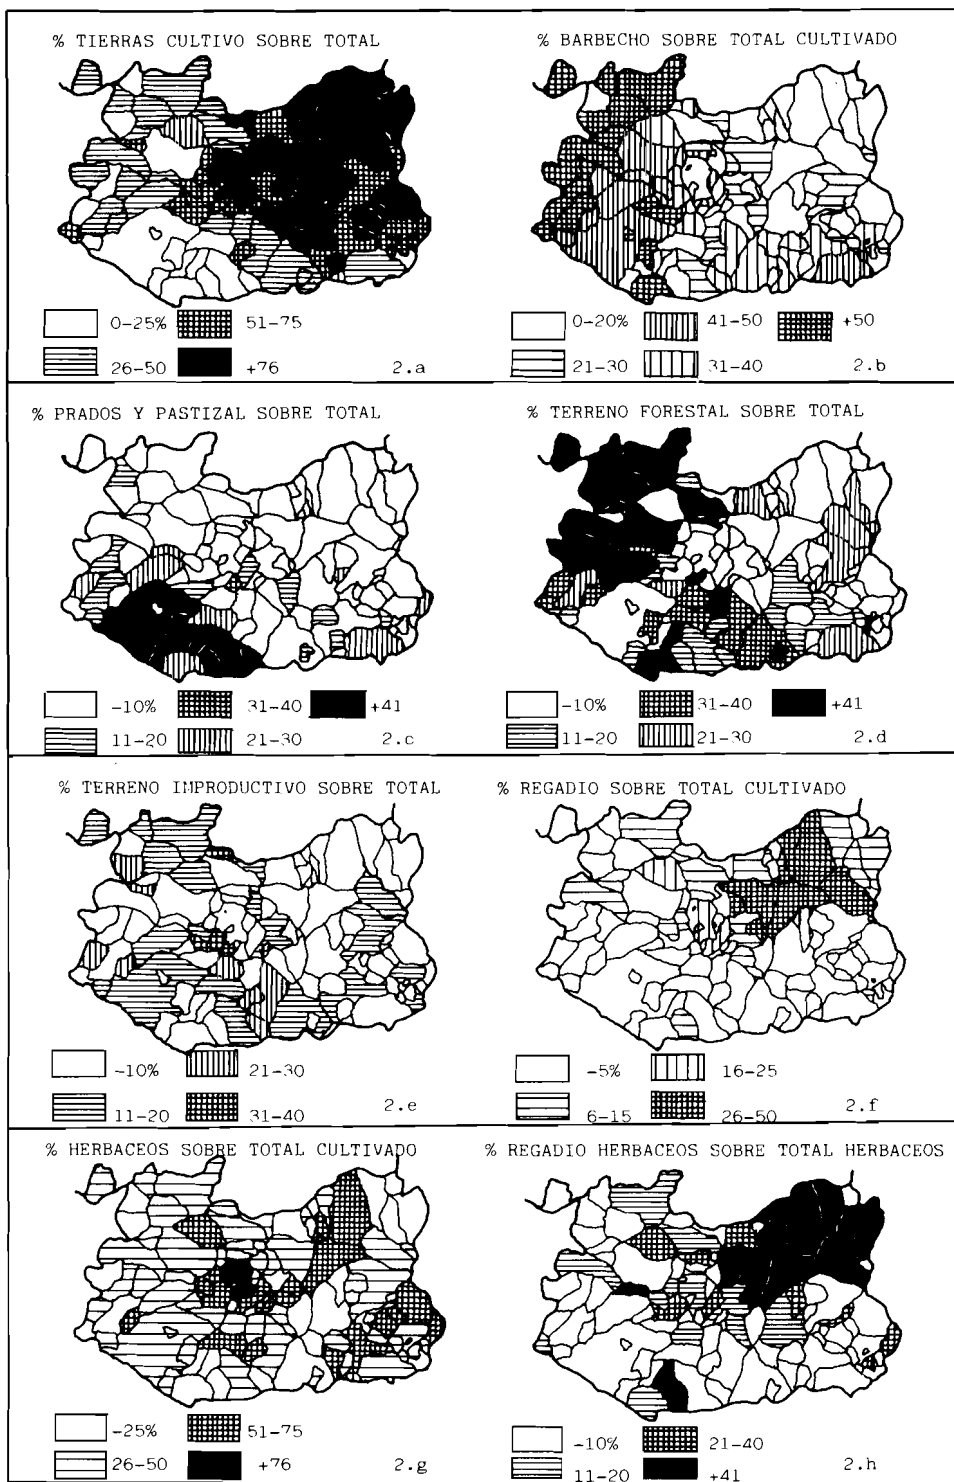 % TIERRAS CULTIVO SOBRE TOTAL
0-25%
51-75
26-50
+76
2.a
% BARBECHO SOBRE TOTAL CULTIVADO
0-20%
41-50
+50
21-30
31-40
2.b
% PRADOS Y PASTIZAL SOBRE TOTAL
-10%
31-40
+41
11-20
21-30
2.c
% TERRENO FORESTAL SOBRE TOTAL
-10%
31-40
+41
11-20
21-30
2.d
% TERRENO IMPRODUCTIVO SOBRE TOTAL
-10%
21-30
11-20
31-40
2.e
% REGADIO SOBRE TOTAL CULTIVADO
-5%
16-25
6-15
26-50
2.f
% HERBACEOS SOBRE TOTAL CULTIVADO
-25%
51-75
26-50
+76
2.g
% REGADIO HERBACEOS SOBRE TOTAL HERBACEOS
-10%
21-40
11-20
+41
2.h